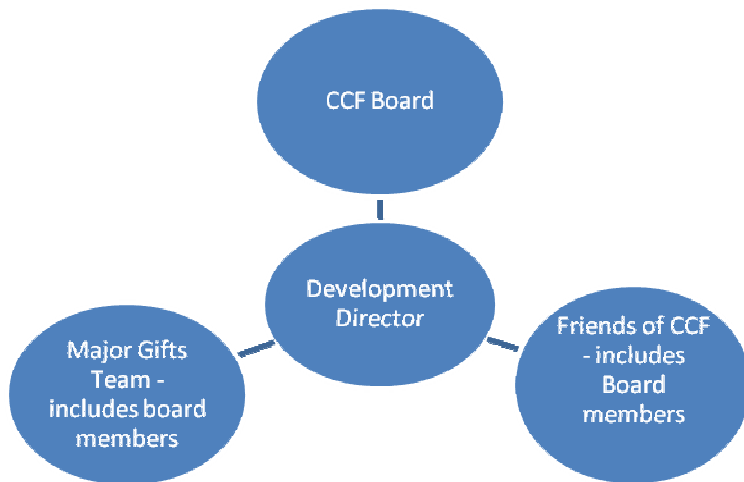 CCF Board
Development
Director
Major Gifts
Team -
includes board
members
Friends of CCF
- includes
Board
members